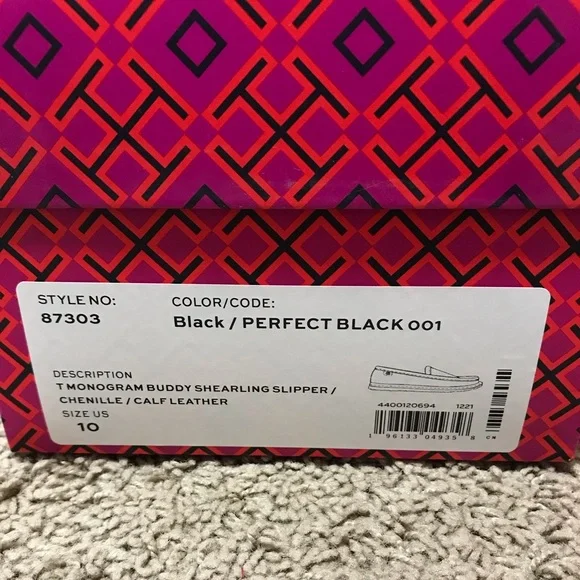 STYLE NO:
87303
COLOR/CODE:
Black / PERFECT BLACK 001
DESCRIPTION
T MONOGRAM BUDDY SHEARLING SLIPPER /
CHENILLE / CALF LEATHER
SIZE US
10
4400120694 1221
1 96133 04935 8